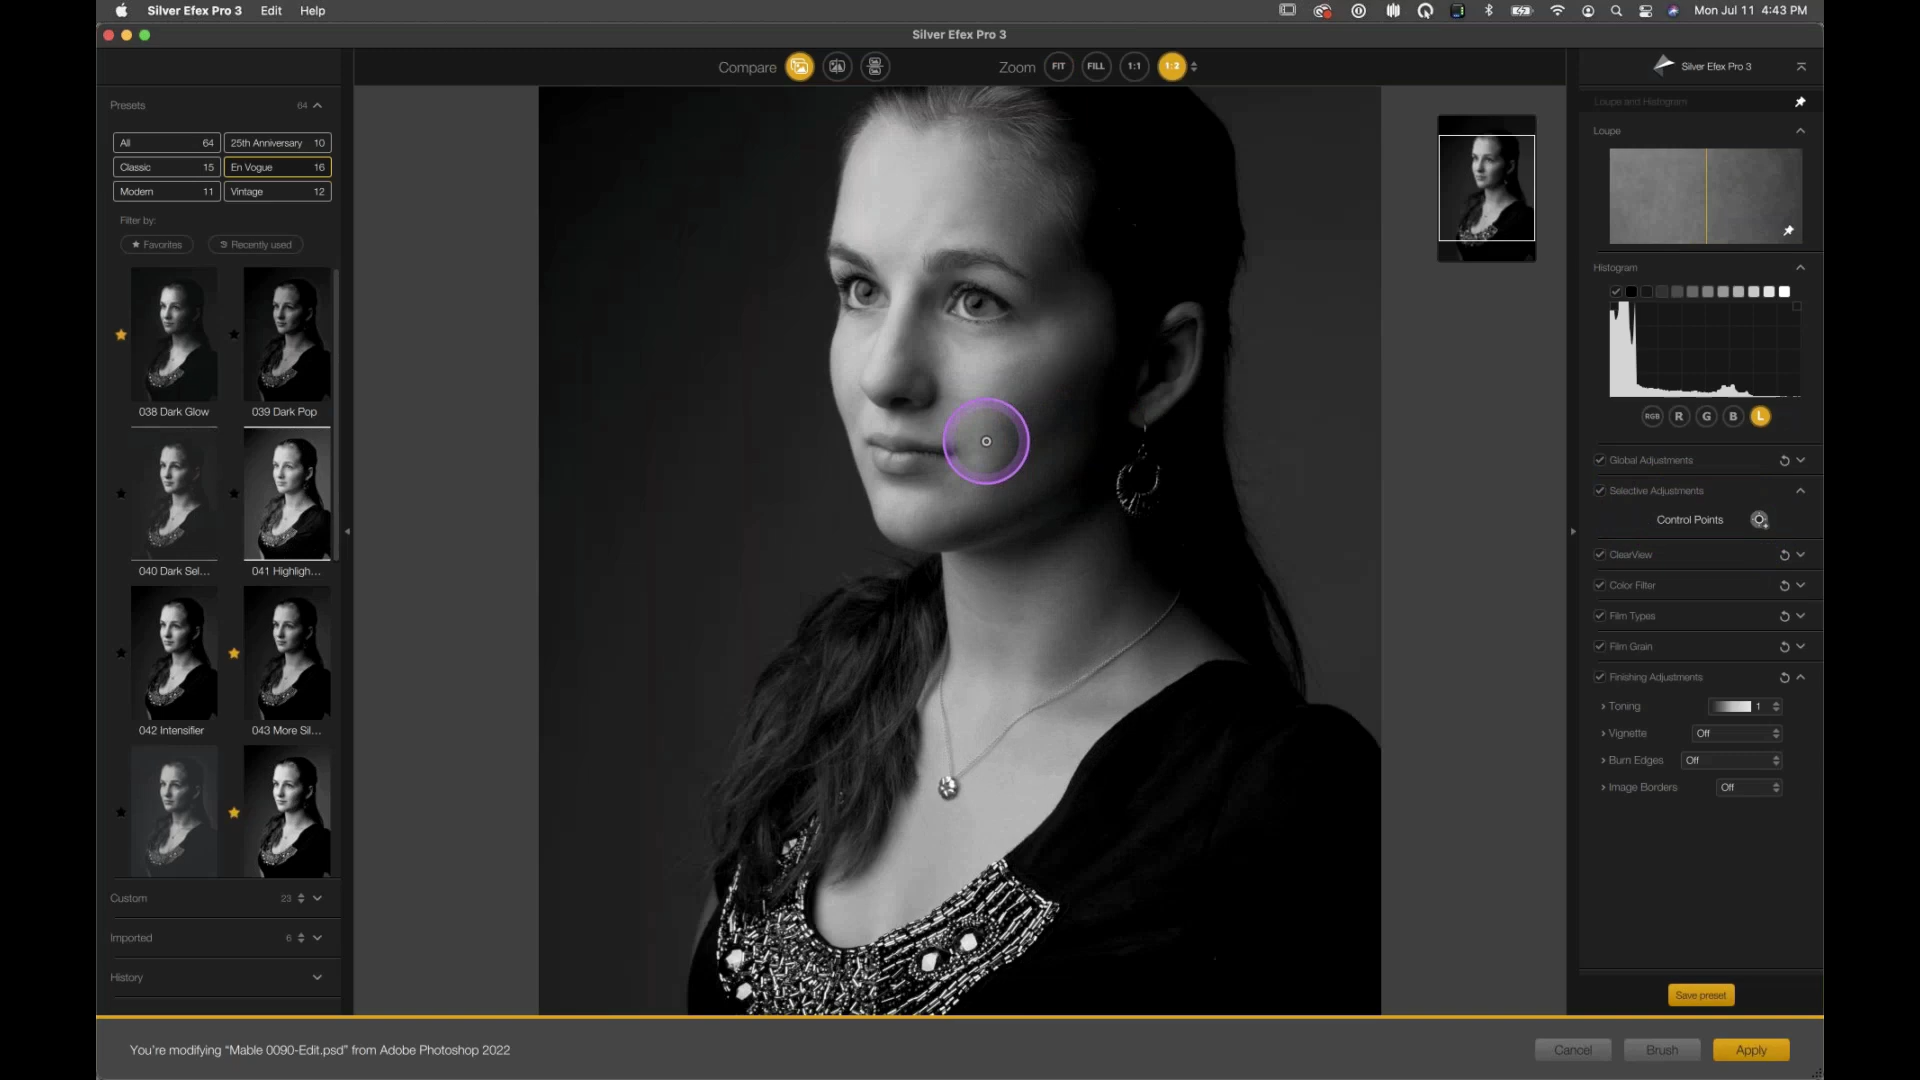 Silver Efex Pro 3 Edit Help Mon Jul 11 4:43 PM
Silver Efex Pro 3
Compare Zoom FIT FILL 1:1 1:2
Silver Efex Pro 3
Presets 64
All 64 25th Anniversary 10
Classic 15 En Vogue 16
Modern 11 Vintage 12
Filter by:
Favorites Recently used
038 Dark Glow 039 Dark Pop
040 Dark Sel... 041 Highligh...
042 Intensifier 043 More Sil...
Custom 23
Imported 6
History
Loupe and Histogram
Loupe
Histogram
RGB R G B L
Global Adjustments
Selective Adjustments
Control Points
ClearView
Color Filter
Film Types
Film Grain
Finishing Adjustments
Toning 1
Vignette Off
Burn Edges Off
Image Borders Off
Save preset
You're modifying “Mable 0090-Edit.psd” from Adobe Photoshop 2022
Cancel Brush Apply